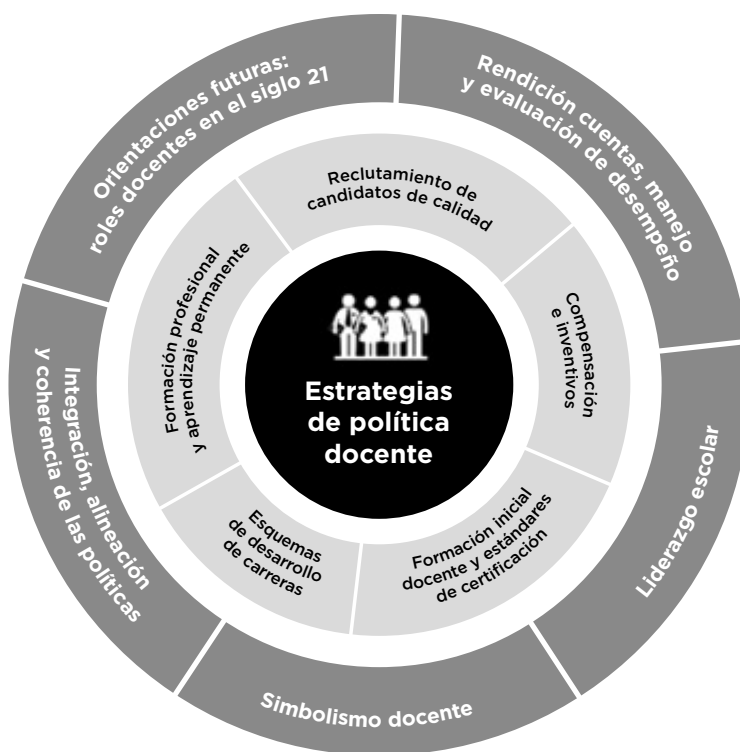 Orientaciones futuras:
roles docentes en el siglo 21
Rendición cuentas, manejo
y evaluación de desempeño
Liderazgo escolar
Simbolismo docente
Integración, alineación
y coherencia de las políticas
Reclutamiento de
candidatos de calidad
Compensación
e inventivos
Formación inicial
docente y estándares
de certificación
Esquemas
de desarrollo
de carreras
Formación profesional
y aprendizaje permanente
Estrategias
de política
docente